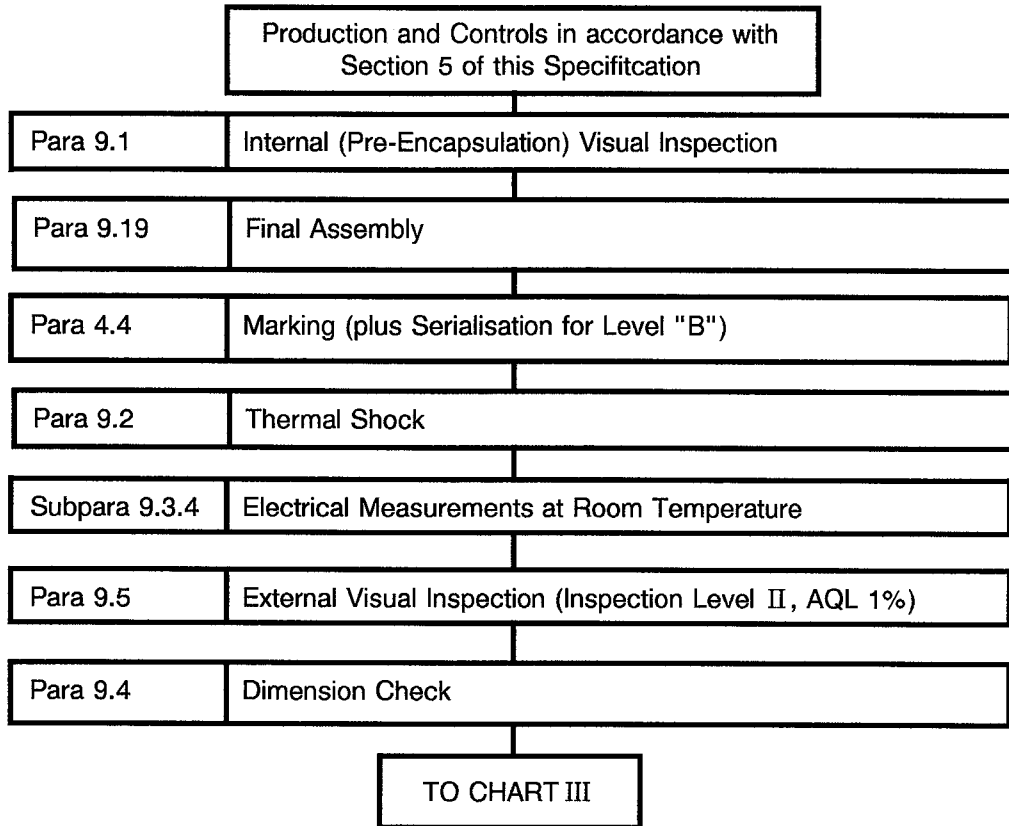 Production and Controls in accordance with
Section 5 of this Specifitcation
Para 9.1 Internal (Pre-Encapsulation) Visual Inspection
Para 9.19 Final Assembly
Para 4.4 Marking (plus Serialisation for Level "B")
Para 9.2 Thermal Shock
Subpara 9.3.4 Electrical Measurements at Room Temperature
Para 9.5 External Visual Inspection (Inspection Level II, AQL 1%)
Para 9.4 Dimension Check
TO CHART III